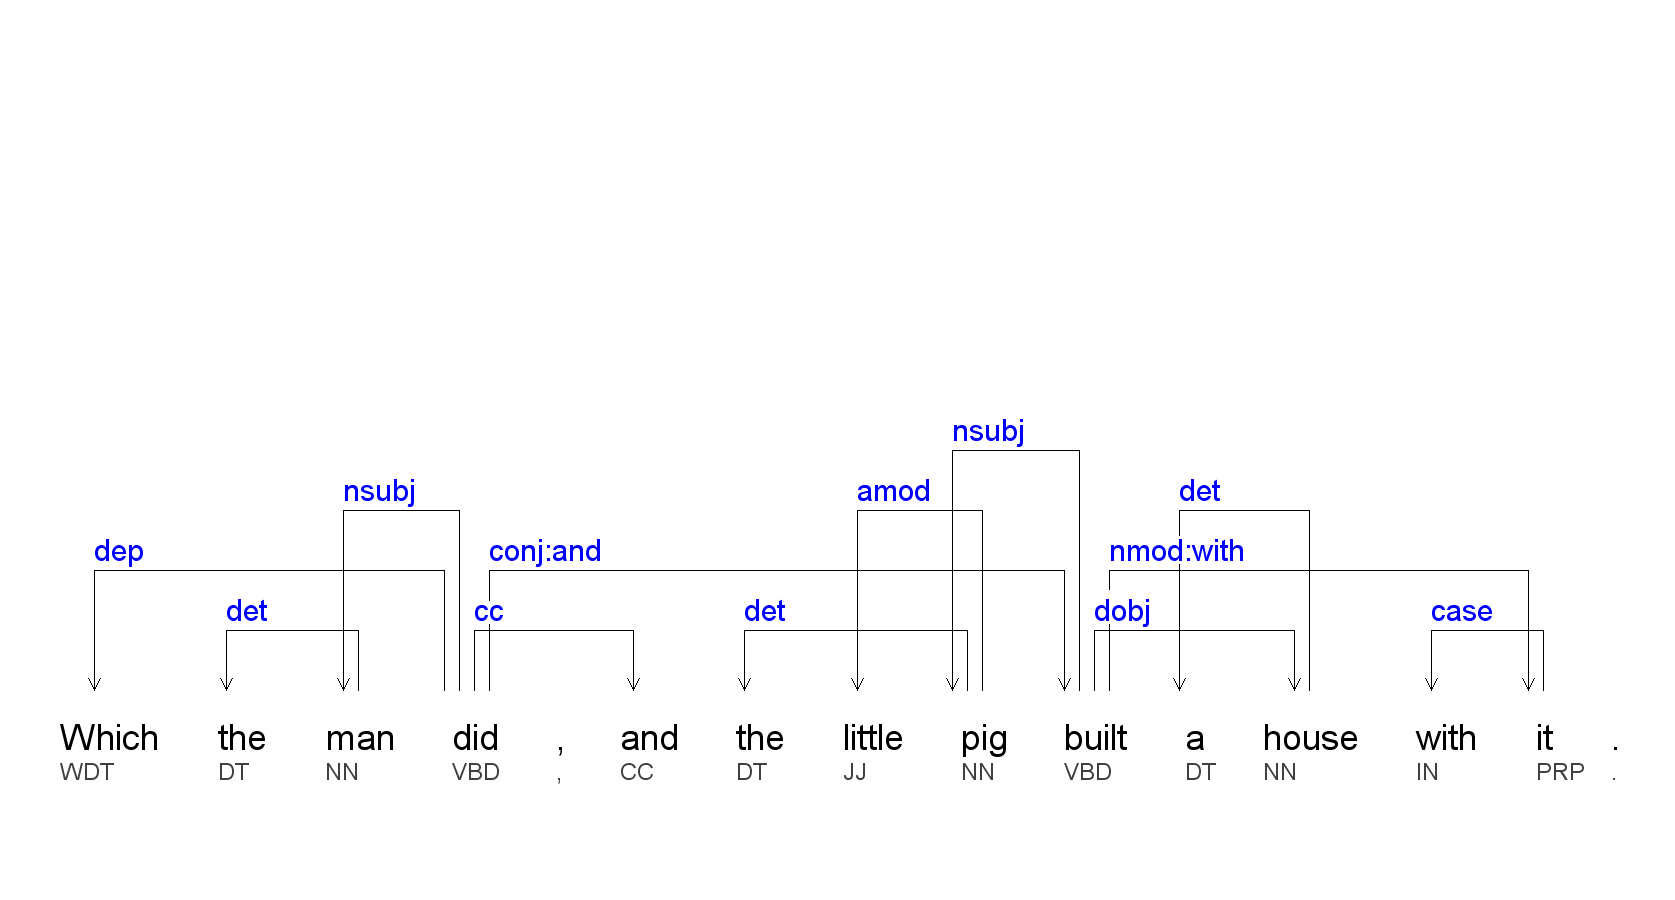 nsubj
nsubj amod det
dep conj:and nmod:with
det cc det dobj case
Which the man did , and the little pig built a house with it .
WDT DT NN VBD , CC DT JJ NN VBD DT NN IN PRP .